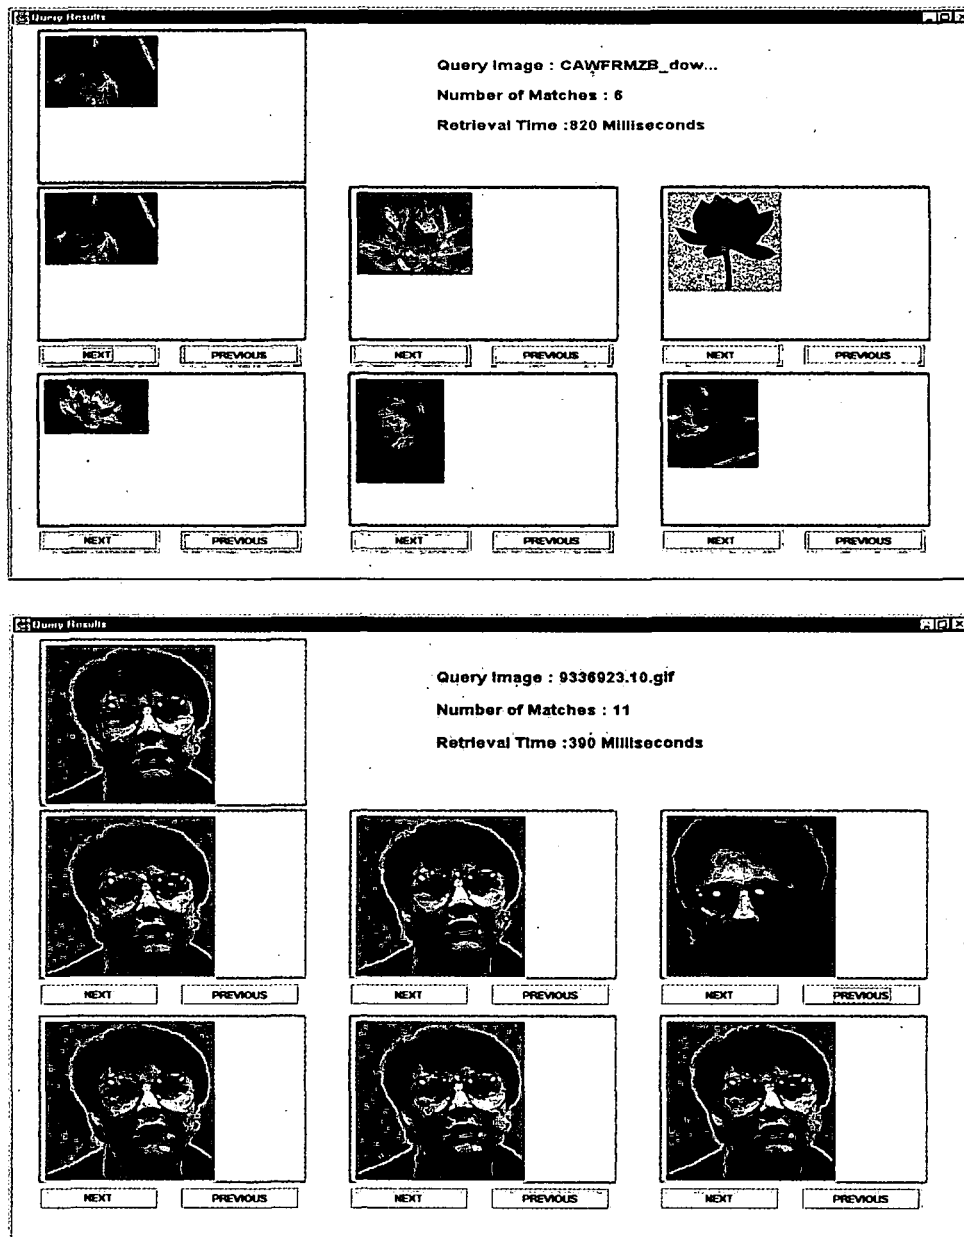 Query Results
Query Image : CAWFRMZB_dow...
Number of Matches : 6
Retrieval Time :820 Milliseconds
NEXT PREVIOUS NEXT PREVIOUS NEXT PREVIOUS
NEXT PREVIOUS NEXT PREVIOUS NEXT PREVIOUS
Query Results
Query Image : 9336923.10.gif
Number of Matches : 11
Retrieval Time :390 Milliseconds
NEXT PREVIOUS NEXT PREVIOUS NEXT PREVIOUS
NEXT PREVIOUS NEXT PREVIOUS NEXT PREVIOUS